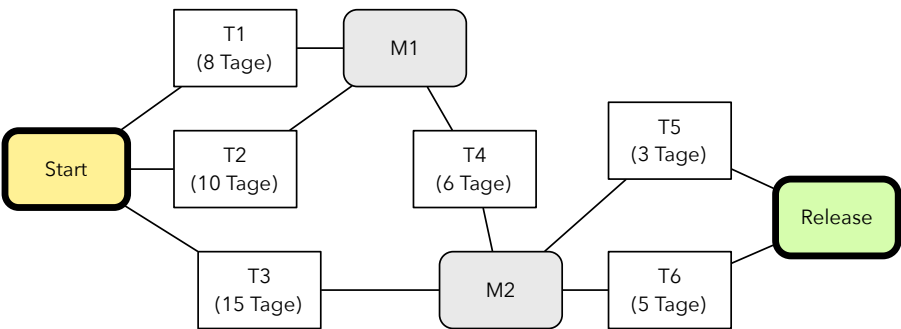 T1
(8 Tage)
M1
Start
T2
(10 Tage)
T4
(6 Tage)
T5
(3 Tage)
Release
T3
(15 Tage)
M2
T6
(5 Tage)